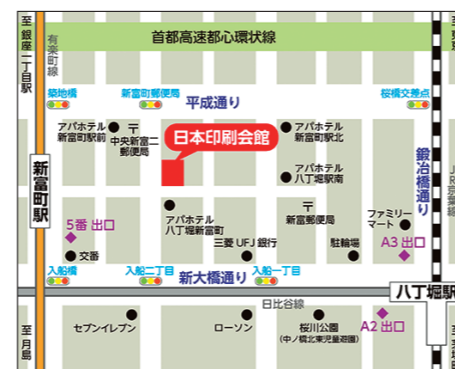 至銀座一丁目駅
有楽町線
首都高速都心環状線
築地橋
新富町郵便局
平成通り
桜橋交差点
アパホテル
新富町駅前
中央新富二
郵便局
日本印刷会館
アパホテル
新富町駅北
アパホテル
八丁堀駅南
鍛冶橋通り
JR京葉線
新富町駅
5番 出口
交番
アパホテル
八丁堀新富町
三菱 UFJ 銀行
新富郵便局
ファミリー
マート
駐輪場
A3 出口
入船橋
入船二丁目
新大橋通り
入船一丁目
八丁堀駅
日比谷線
セブンイレブン
ローソン
桜川公園
(中ノ橋北東児童遊園)
A2 出口
至月島